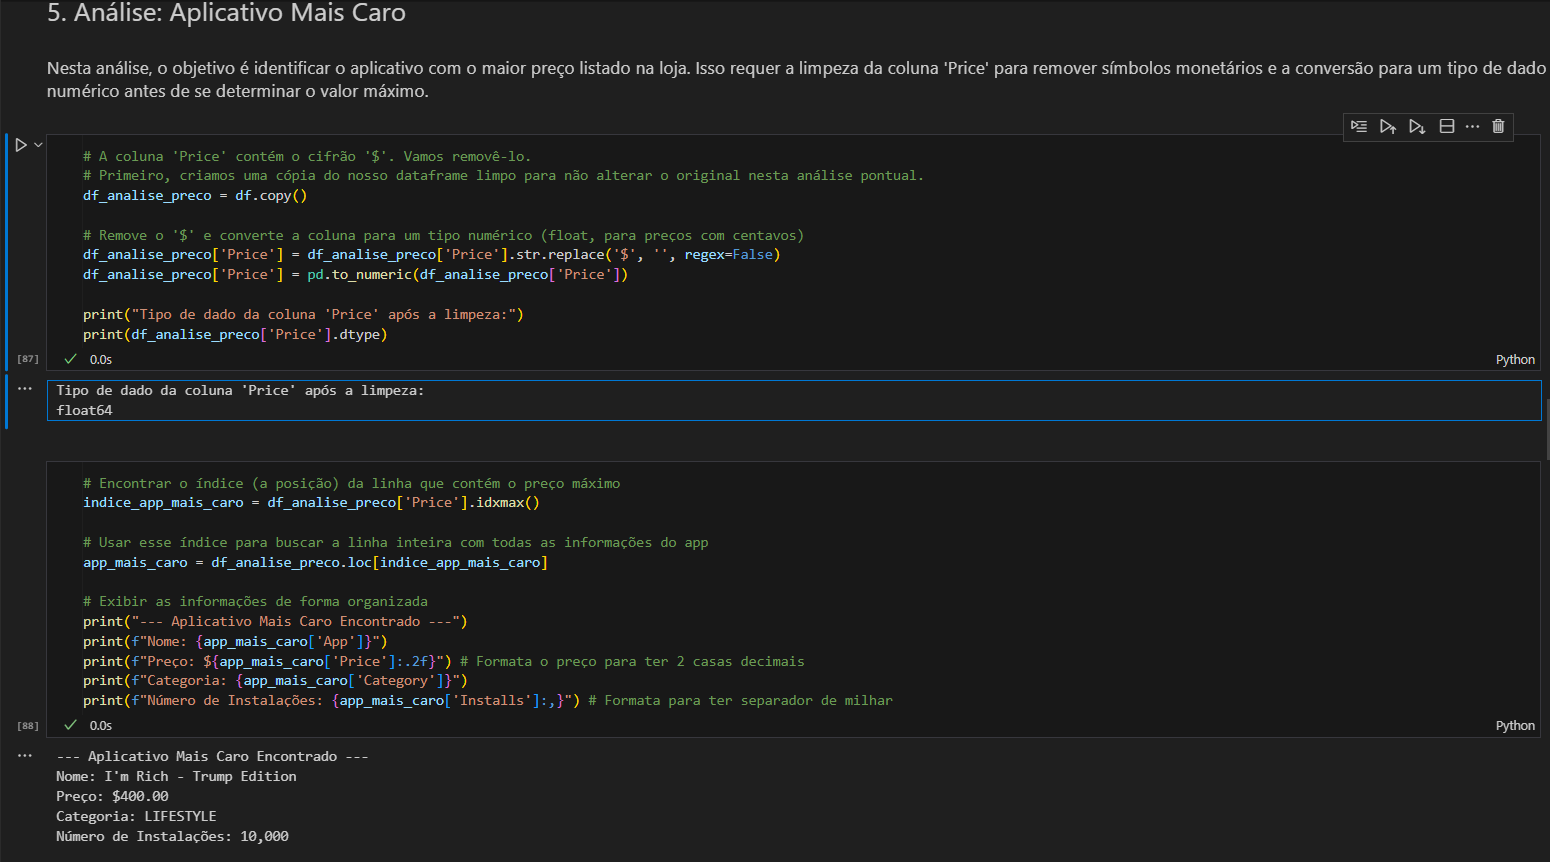 5. Análise: Aplicativo Mais Caro
Nesta análise, o objetivo é identificar o aplicativo com o maior preço listado na loja. Isso requer a limpeza da coluna 'Price' para remover símbolos monetários e a conversão para um tipo de dado
numérico antes de se determinar o valor máximo.
# A coluna 'Price' contém o cifrão '$'. Vamos removê-lo.
# Primeiro, criamos uma cópia do nosso dataframe limpo para não alterar o original nesta análise pontual.
df_analise_preco = df.copy()
# Remove o '$' e converte a coluna para um tipo numérico (float, para preços com centavos)
df_analise_preco['Price'] = df_analise_preco['Price'].str.replace('$', '', regex=False)
df_analise_preco['Price'] = pd.to_numeric(df_analise_preco['Price'])
print("Tipo de dado da coluna 'Price' após a limpeza:")
print(df_analise_preco['Price'].dtype)
[87] 0.0s Python
Tipo de dado da coluna 'Price' após a limpeza:
float64
# Encontrar o índice (a posição) da linha que contém o preço máximo
indice_app_mais_caro = df_analise_preco['Price'].idxmax()
# Usar esse índice para buscar a linha inteira com todas as informações do app
app_mais_caro = df_analise_preco.loc[indice_app_mais_caro]
# Exibir as informações de forma organizada
print("--- Aplicativo Mais Caro Encontrado ---")
print(f"Nome: {app_mais_caro['App']}")
print(f"Preço: ${app_mais_caro['Price']:.2f}") # Formata o preço para ter 2 casas decimais
print(f"Categoria: {app_mais_caro['Category']}")
print(f"Número de Instalações: {app_mais_caro['Installs']:,}") # Formata para ter separador de milhar
[88] 0.0s Python
--- Aplicativo Mais Caro Encontrado ---
Nome: I'm Rich - Trump Edition
Preço: $400.00
Categoria: LIFESTYLE
Número de Instalações: 10,000